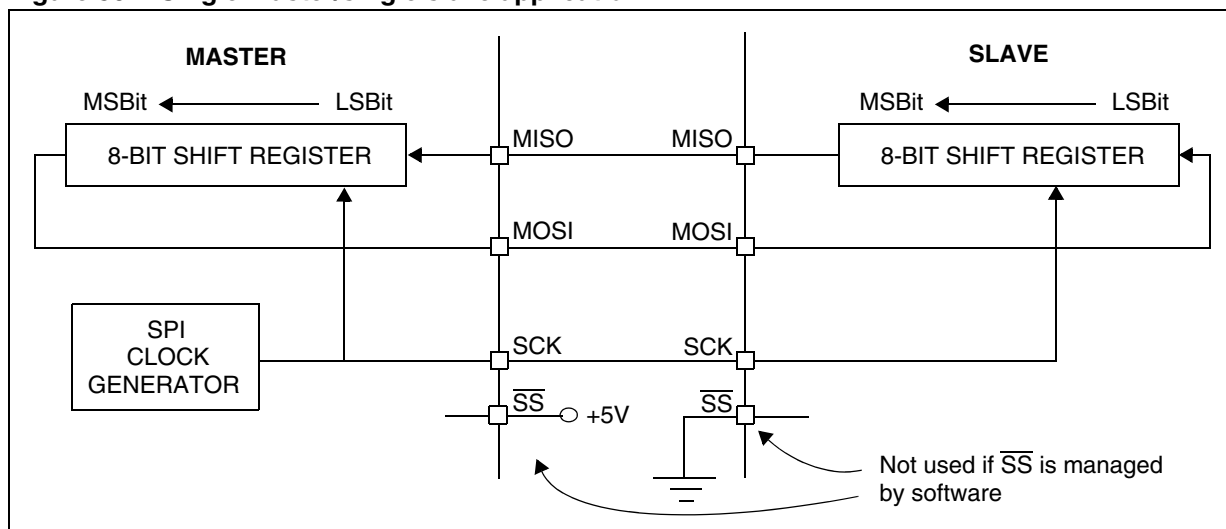 MASTER
SLAVE
MSBit LSBit
MSBit LSBit
8-BIT SHIFT REGISTER
MISO MISO
8-BIT SHIFT REGISTER
MOSI MOSI
SPI
CLOCK
GENERATOR
SCK SCK
SS +5V
SS
Not used if SS is managed
by software